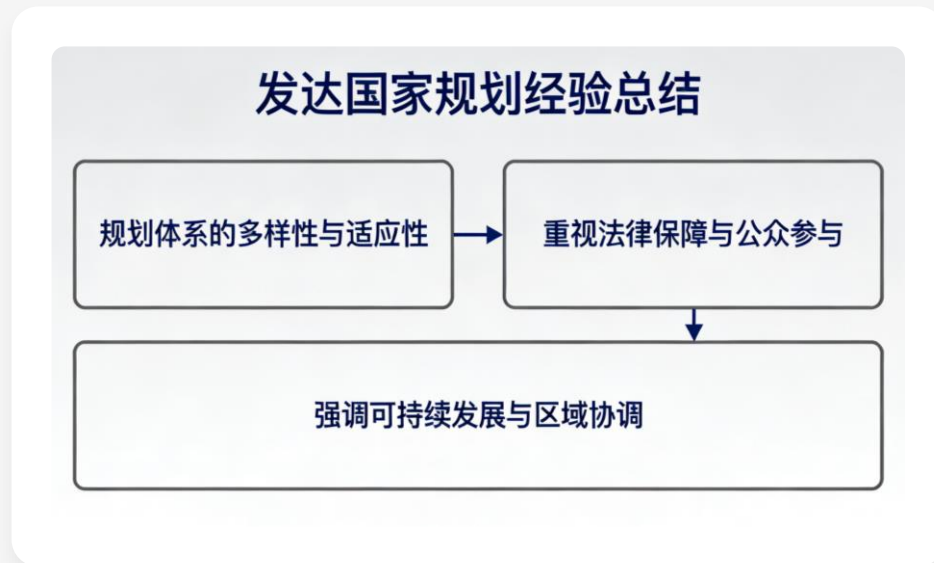 发达国家规划经验总结
规划体系的多样性与适应性
重视法律保障与公众参与
强调可持续发展与区域协调